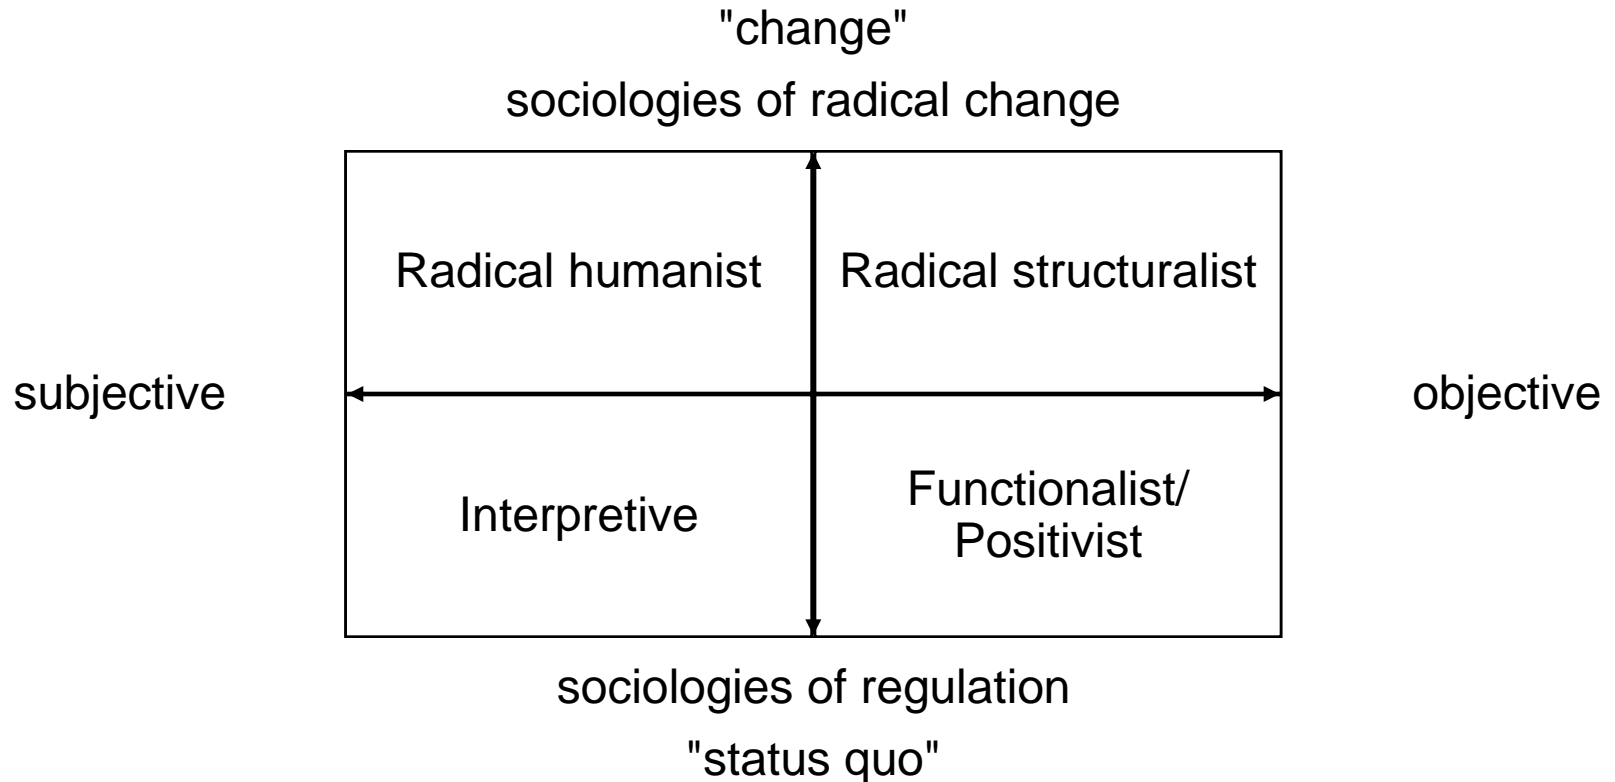 "change"
sociologies of radical change
Radical humanist
Radical structuralist
subjective
objective
Interpretive
Functionalist/
Positivist
sociologies of regulation
"status quo"